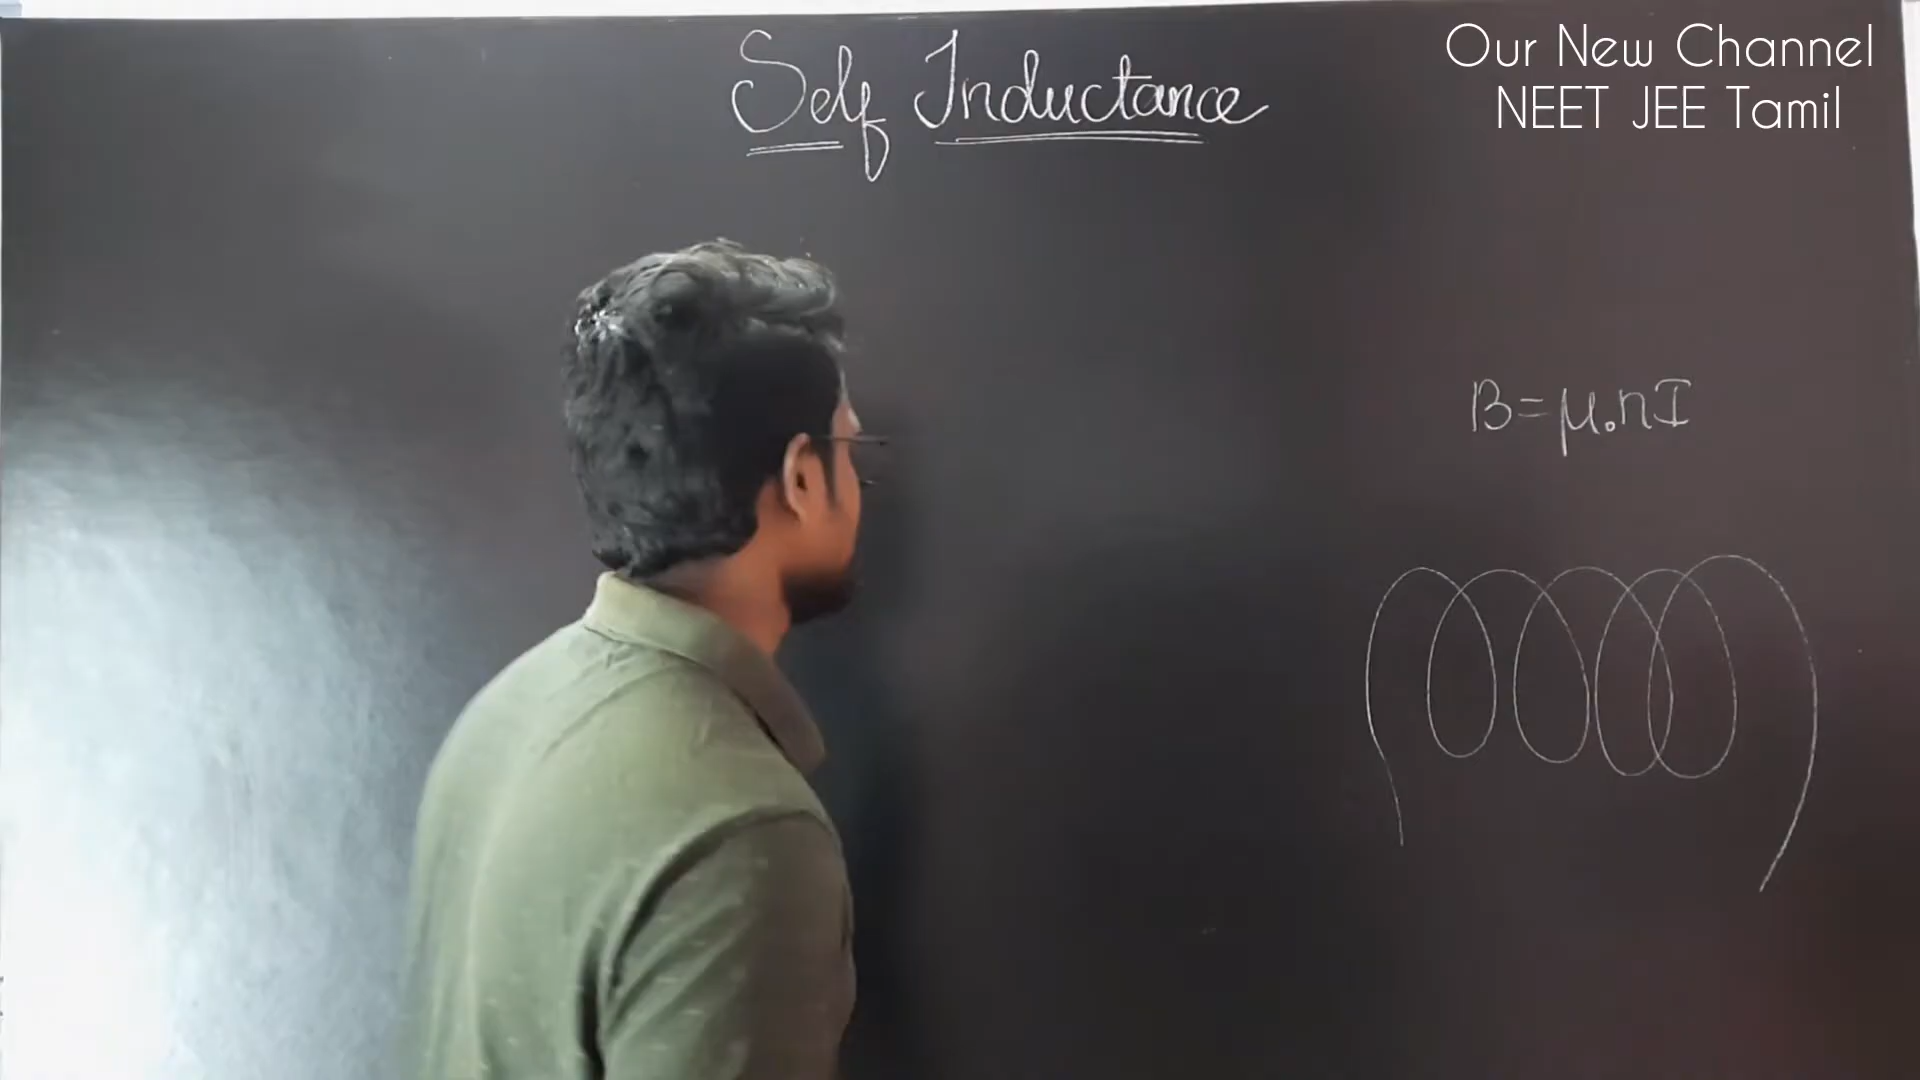 Self Inductance
Our New Channel
NEET JEE Tamil
B=μ₀nI